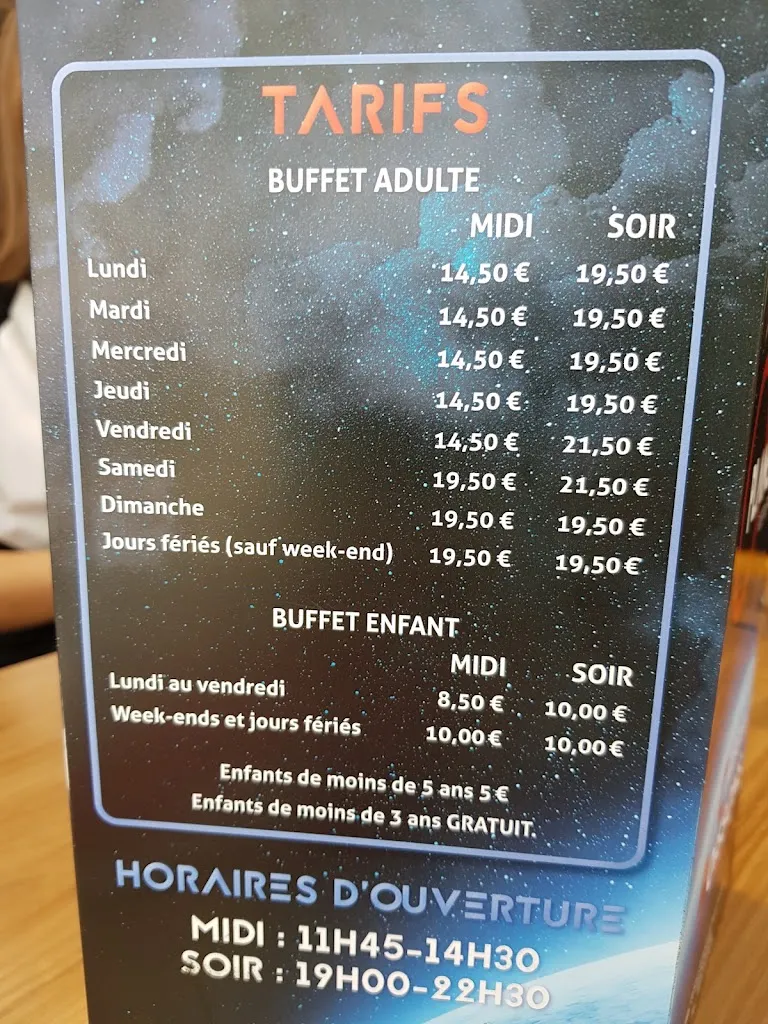 TARIFS
BUFFET ADULTE
MIDI SOIR
Lundi 14,50 € 19,50 €
Mardi 14,50 € 19,50 €
Mercredi 14,50 € 19,50 €
Jeudi 14,50 € 19,50 €
Vendredi 14,50 € 21,50 €
Samedi 19,50 € 21,50 €
Dimanche 19,50 € 19,50 €
Jours fériés (sauf week-end) 19,50 € 19,50 €
BUFFET ENFANT
MIDI SOIR
Lundi au vendredi 8,50 € 10,00 €
Week-ends et jours fériés 10,00 € 10,00 €
Enfants de moins de 5 ans 5 €
Enfants de moins de 3 ans GRATUIT.
HORAIRES D'OUVERTURE
MIDI : 11H45-14H30
SOIR : 19H00-22H30